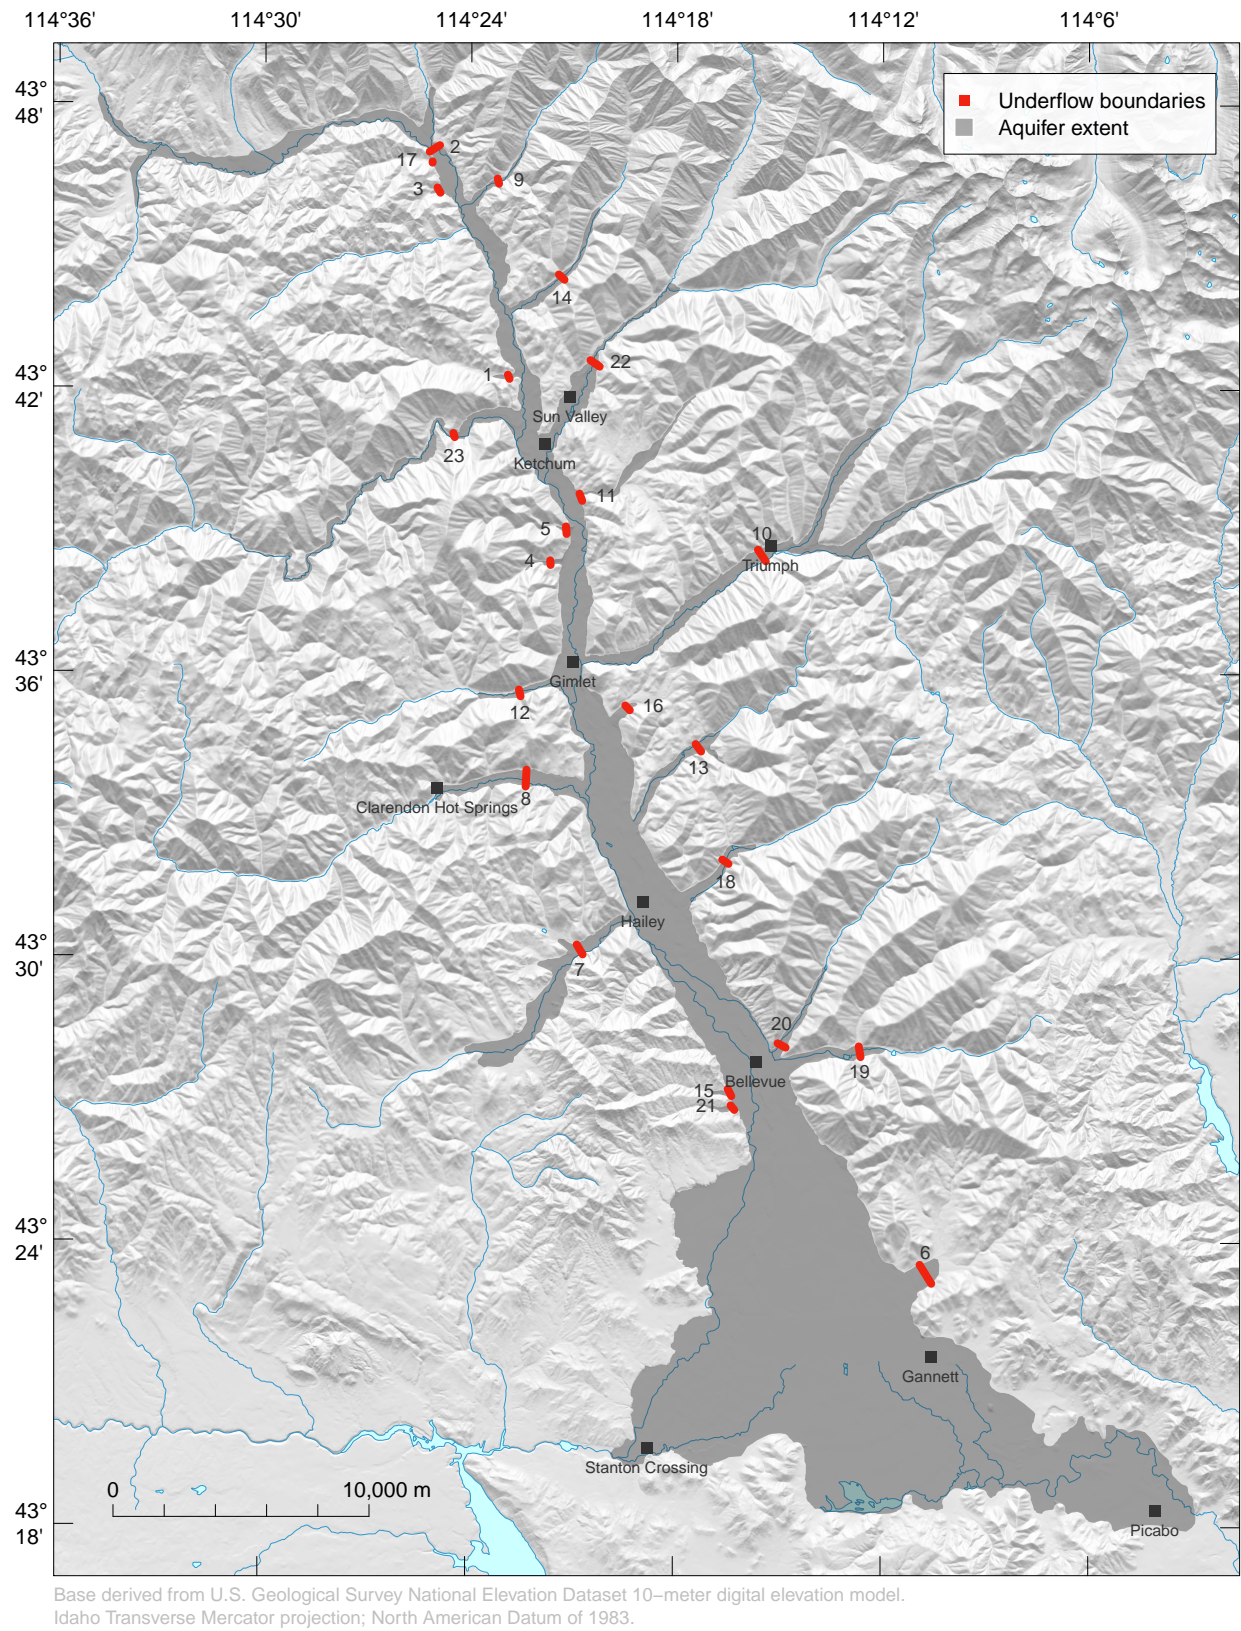 114°36' 114°30' 114°24' 114°18' 114°12' 114°6'
43°
48'
Underflow boundaries
Aquifer extent
2
17
3
9
14
22
1
43°
42'
Sun Valley
23
Ketchum
11
5
10
4
Triumph
43°
36'
Gimlet
12
16
13
8
Clarendon Hot Springs
18
Hailey
43°
30'
7
20
19
Bellevue
15
21
43°
24'
6
Gannett
Stanton Crossing
0 10,000 m
43°
18'
Picabo
Base derived from U.S. Geological Survey National Elevation Dataset 10−meter digital elevation model.
Idaho Transverse Mercator projection; North American Datum of 1983.